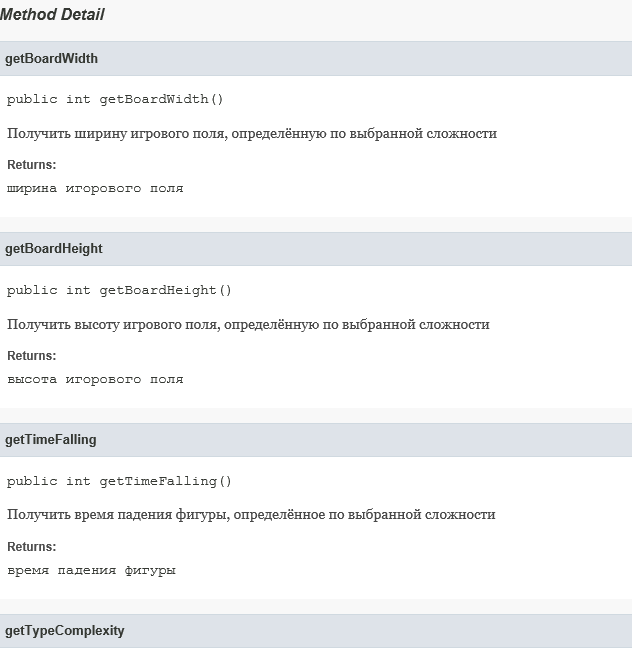 Method Detail
getBoardWidth
public int getBoardWidth()
Получить ширину игрового поля, определённую по выбранной сложности
Returns:
ширина игорового поля
getBoardHeight
public int getBoardHeight()
Получить высоту игрового поля, определённую по выбранной сложности
Returns:
высота игорового поля
getTimeFalling
public int getTimeFalling()
Получить время падения фигуры, определённое по выбранной сложности
Returns:
время падения фигуры
getTypeComplexity